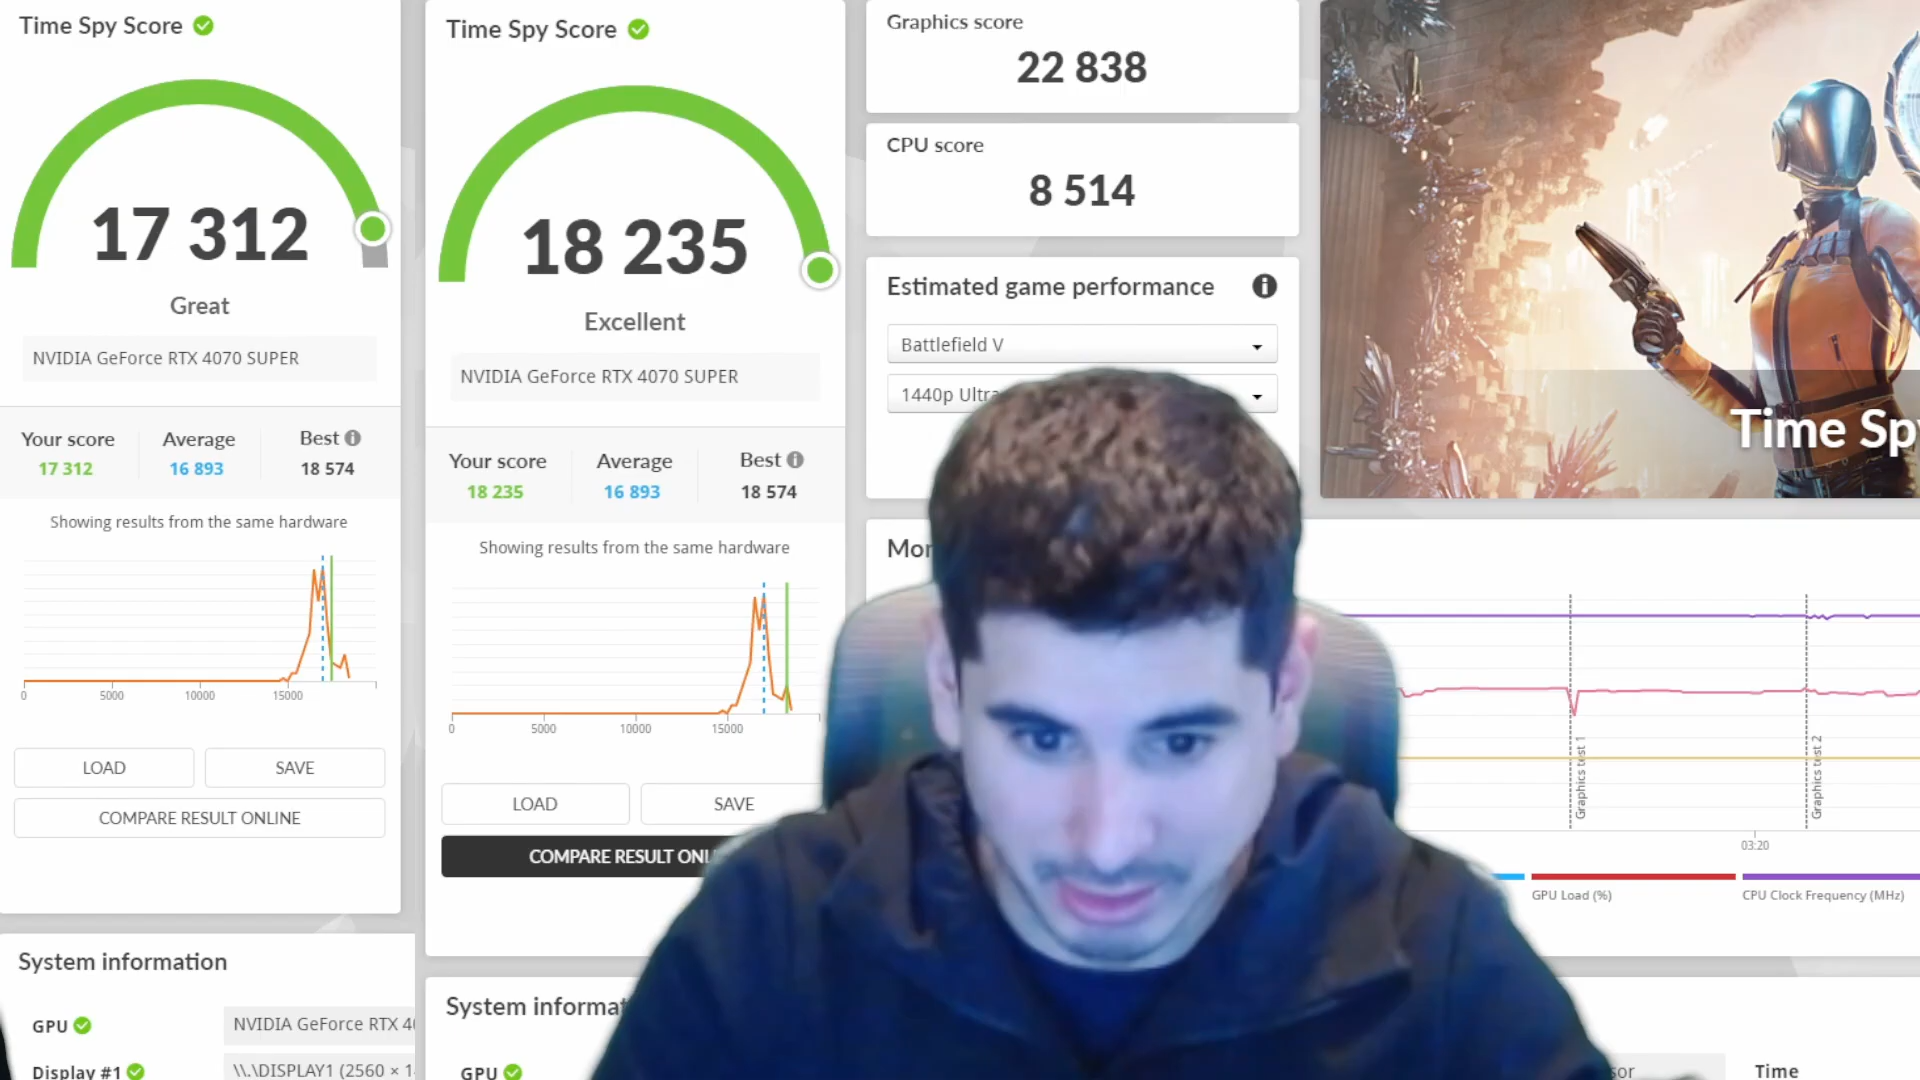 Time Spy Score
17 312
Great
NVIDIA GeForce RTX 4070 SUPER
Your score
Average
Best
17 312
16 893
18 574
Showing results from the same hardware
0
5000
10000
15000
LOAD
SAVE
COMPARE RESULT ONLINE
System information
GPU
NVIDIA GeForce RTX 40
Display #1
\\.\DISPLAY1 (2560 × 1
Time Spy Score
18 235
Excellent
NVIDIA GeForce RTX 4070 SUPER
Your score
Average
Best
18 235
16 893
18 574
Showing results from the same hardware
0
5000
10000
15000
LOAD
SAVE
COMPARE RESULT ONLI
System informat
GPU
Graphics score
22 838
CPU score
8 514
Estimated game performance
Battlefield V
1440p Ultra
Mon
Time Spy
Graphics test 1
Graphics test 2
03:20
GPU Load (%)
CPU Clock Frequency (MHz)
sor
Time